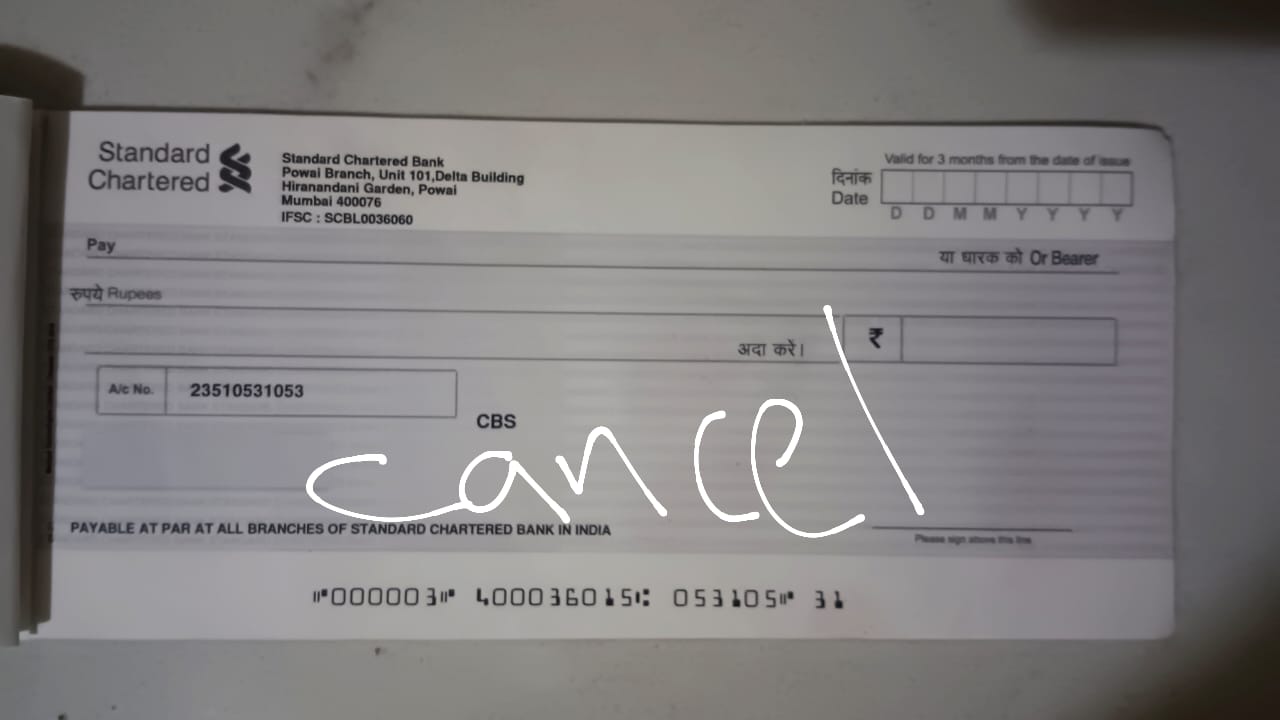 Standard
Chartered
Standard Chartered Bank
Powai Branch, Unit 101,Delta Building
Hiranandani Garden, Powai
Mumbai 400076
IFSC : SCBL0036060
Valid for 3 months from the date of issue
दिनांक
Date
D D M M Y Y Y Y
Pay
या धारक को Or Bearer
रुपये Rupees
अदा करें।
₹
A/c No. 23510531053
CBS
cancel
PAYABLE AT PAR AT ALL BRANCHES OF STANDARD CHARTERED BANK IN INDIA
Please sign above this line
⑈000003⑈ 400036015⑆ 053105⑈ 31